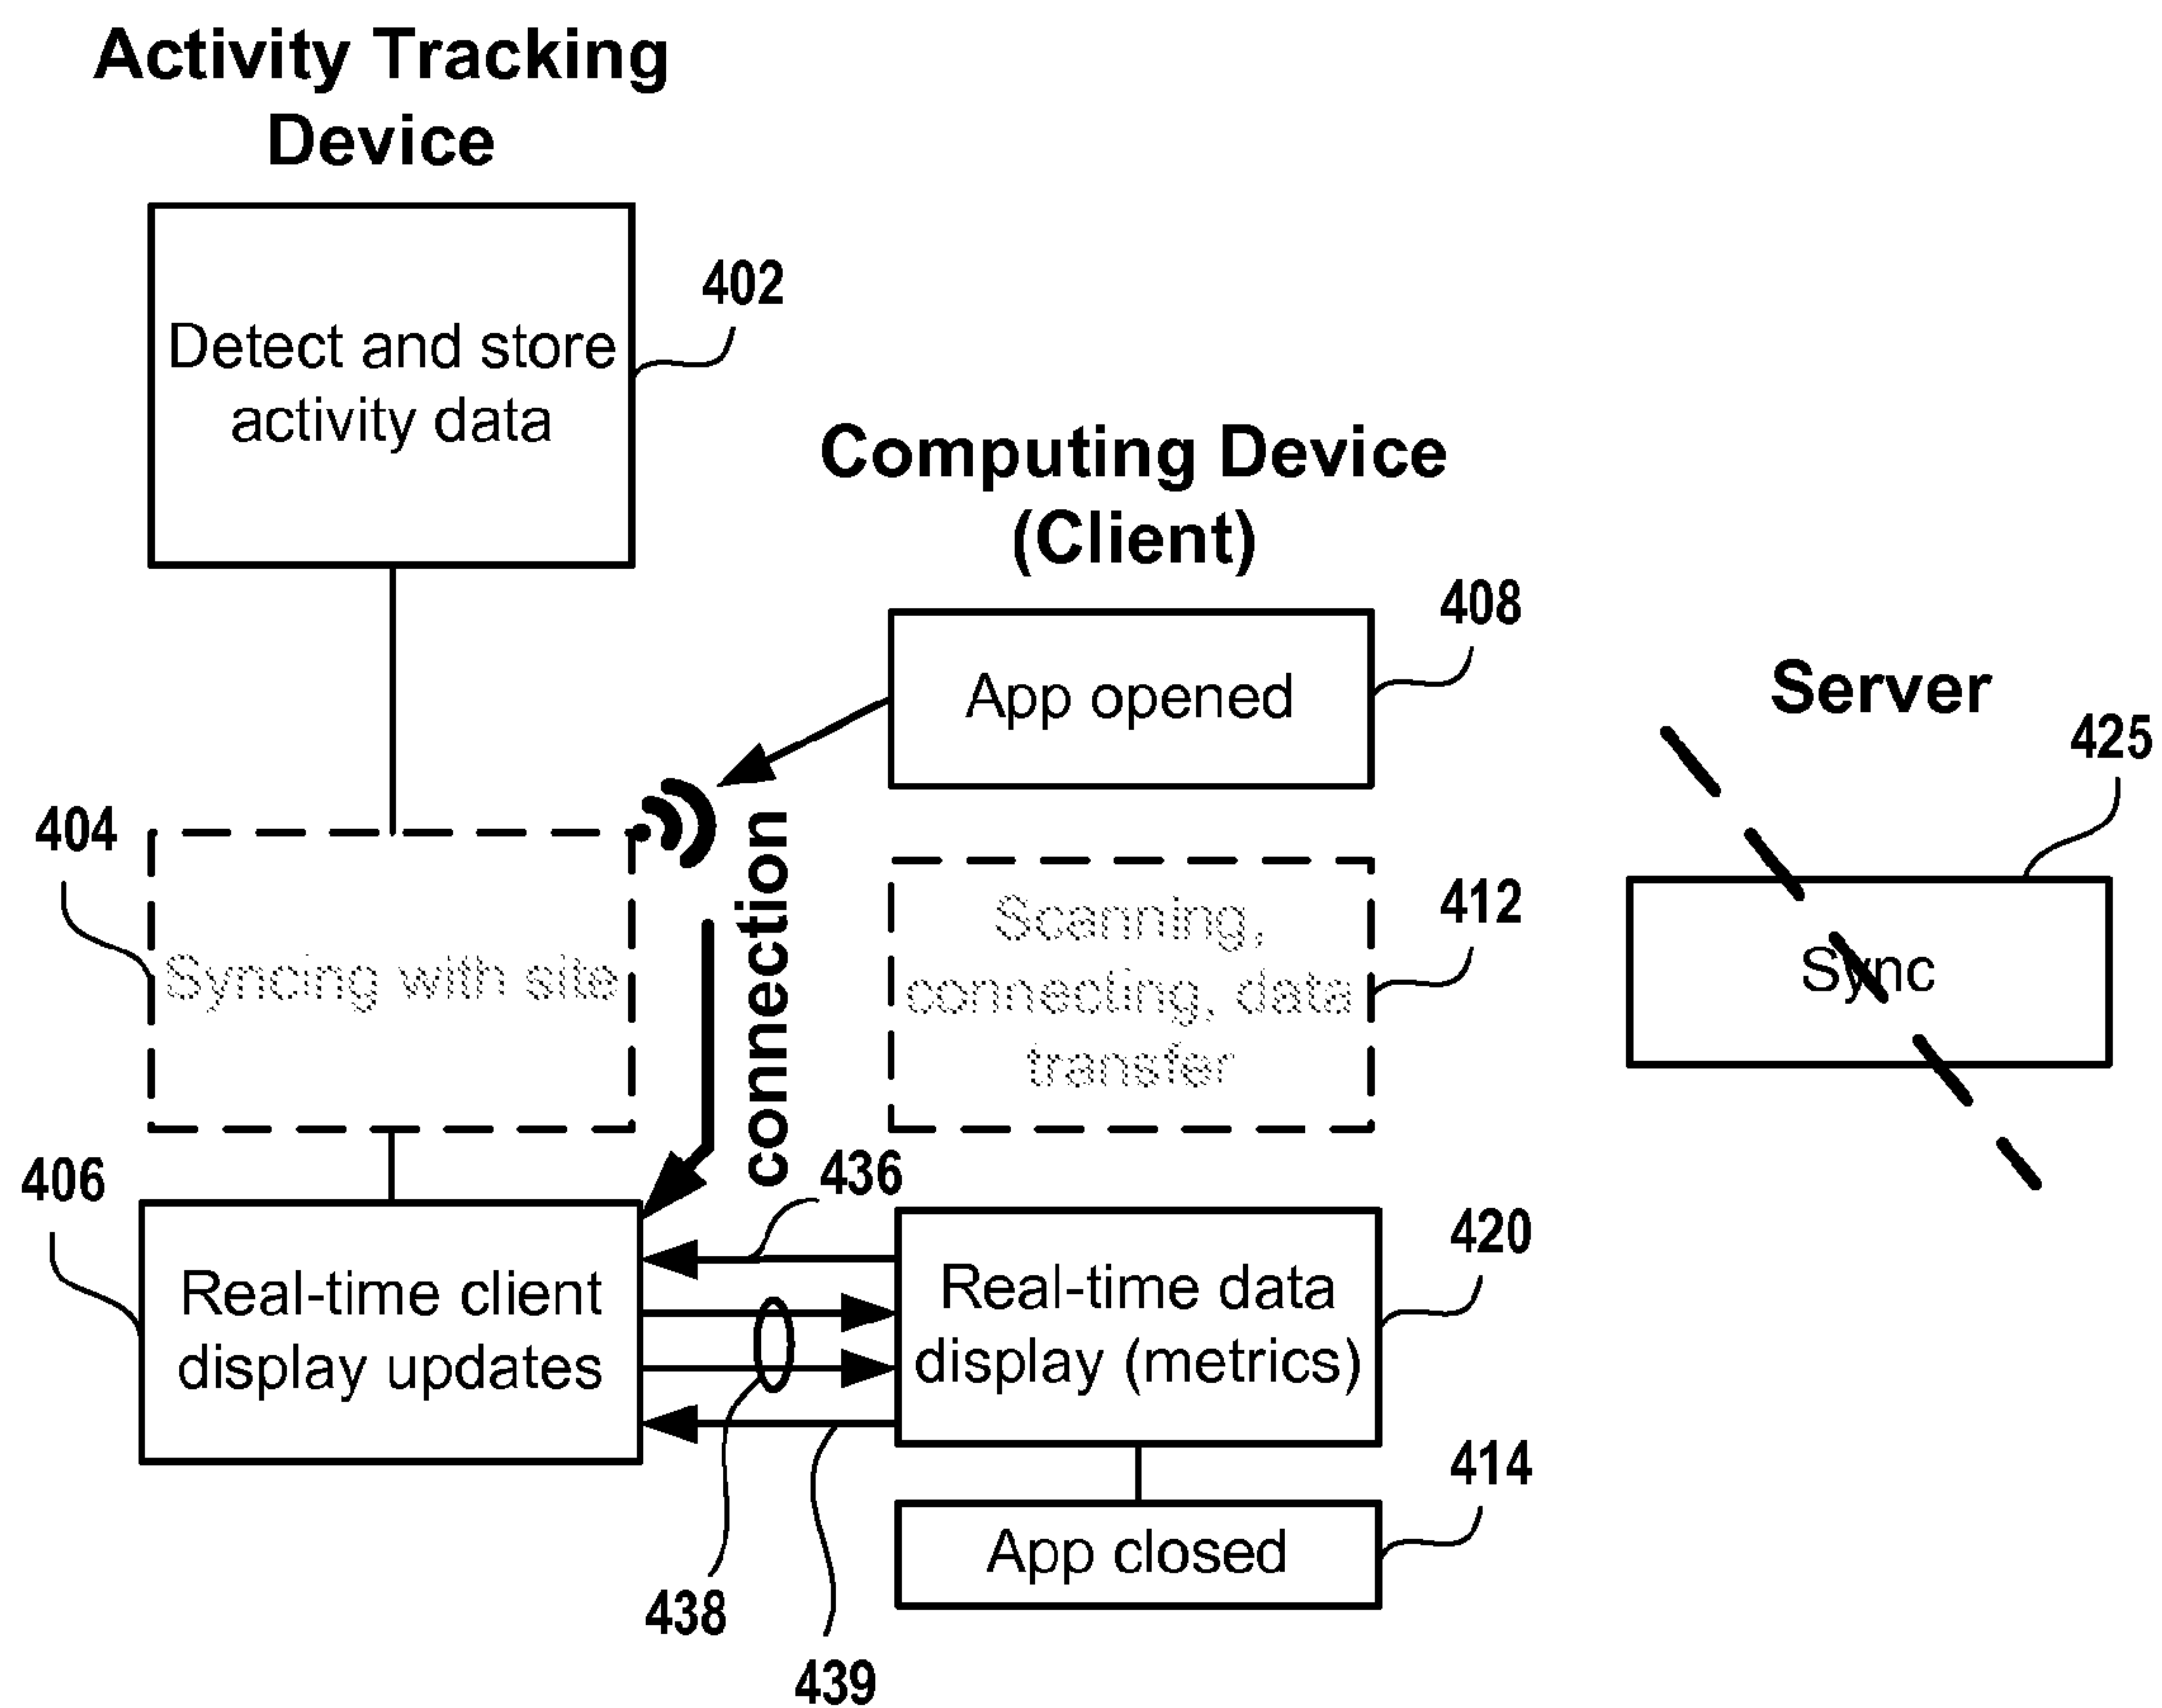 Activity Tracking
Device
402
Detect and store
activity data
Computing Device
(Client)
408
App opened
Server
425
404
Syncing with site
connection
Scanning,
connecting, data
transfer
412
Sync
406
436
Real-time client
display updates
Real-time data
display (metrics)
420
414
App closed
438
439